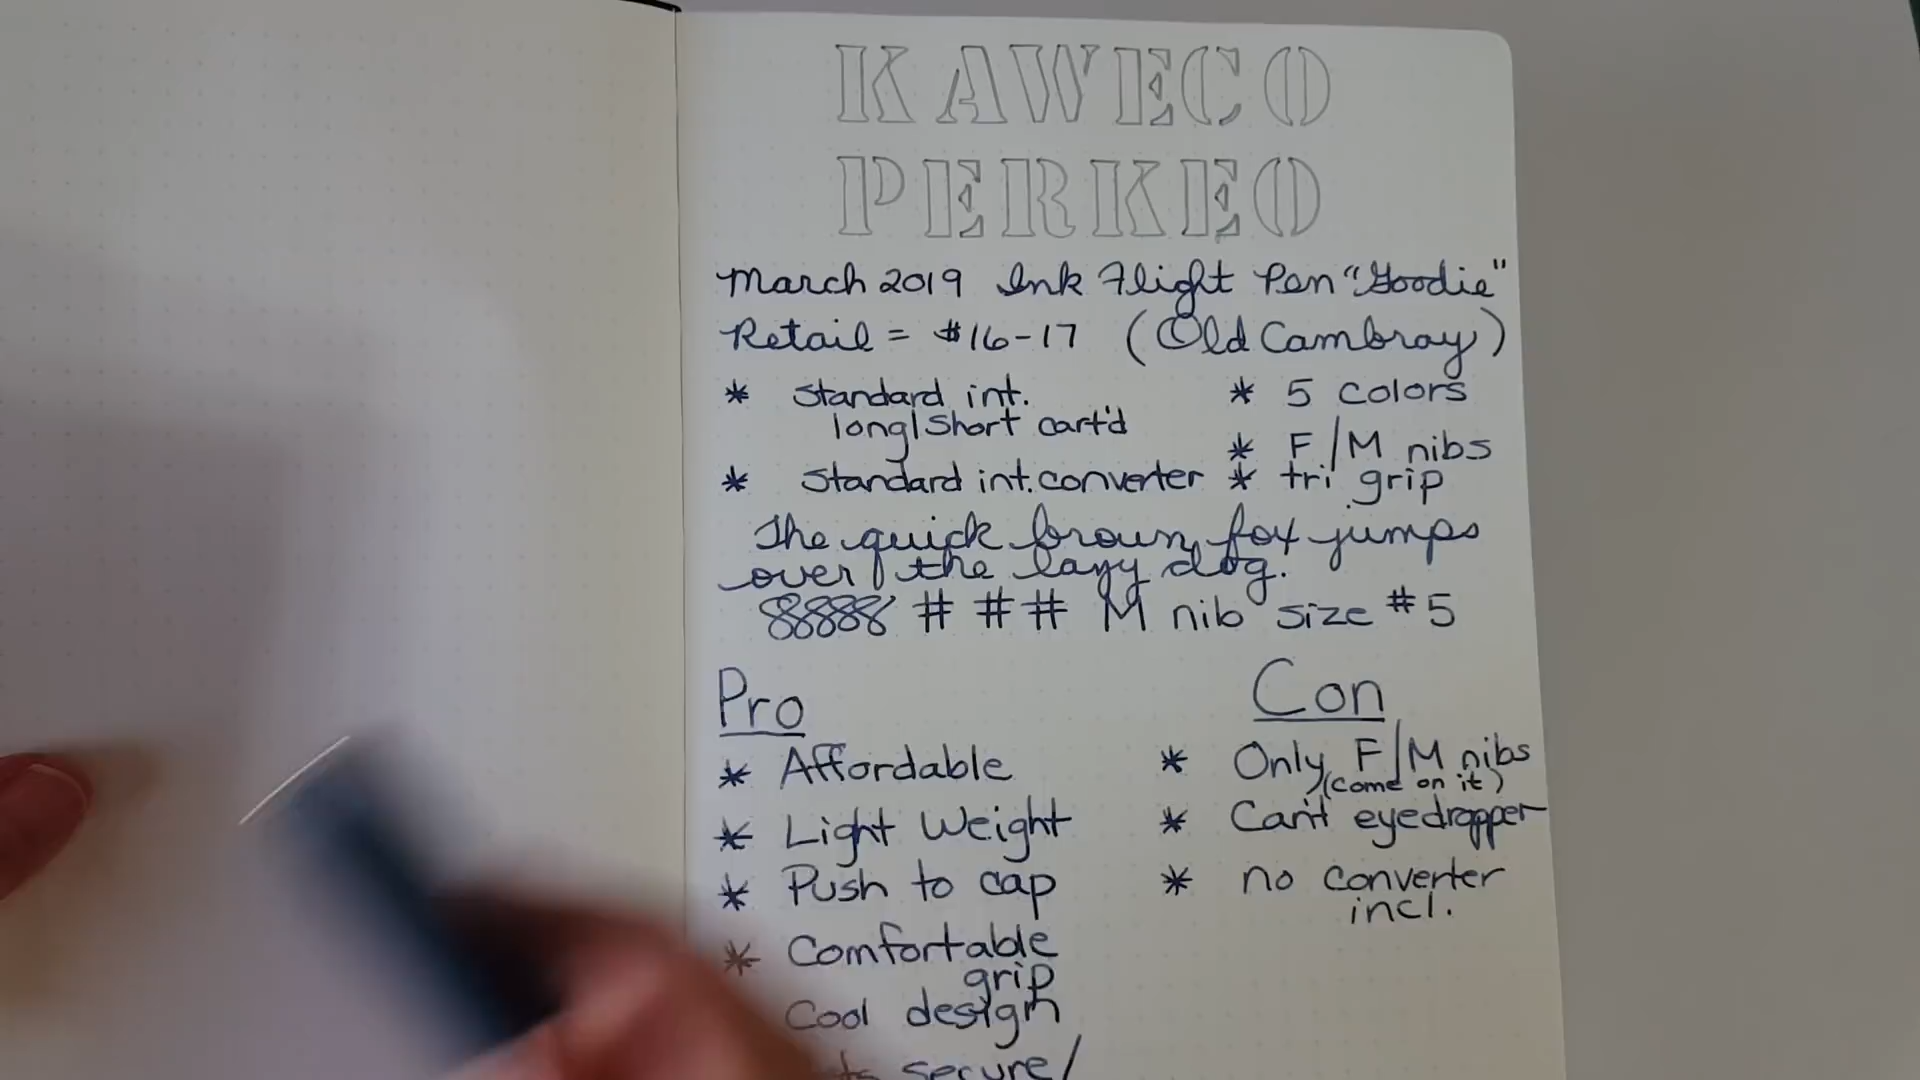 KAWECO
PERKEO
March 2019 Ink Flight Pen "Goodie"
Retail = $16-17 (Old Cambray)
* Standard int. long/short cart'd
* 5 colors
* F/M nibs
* Standard int. converter
* tri grip
The quick brown fox jumps
over the lazy dog.
88888 # # # M nib size #5
Pro
* Affordable
* Light Weight
* Push to cap
* Comfortable
grip
Cool design
secure/
Con
* Only F/M nibs
(come on it)
* Can't eyedropper
* no converter
incl.